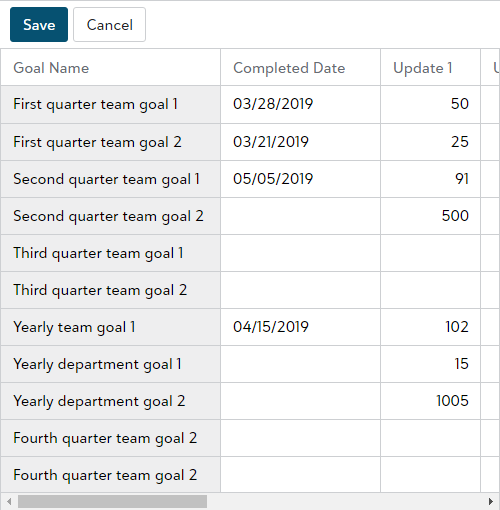 Save Cancel
Goal Name Completed Date Update 1
First quarter team goal 1 03/28/2019 50
First quarter team goal 2 03/21/2019 25
Second quarter team goal 1 05/05/2019 91
Second quarter team goal 2 500
Third quarter team goal 1
Third quarter team goal 2
Yearly team goal 1 04/15/2019 102
Yearly department goal 1 15
Yearly department goal 2 1005
Fourth quarter team goal 2
Fourth quarter team goal 2